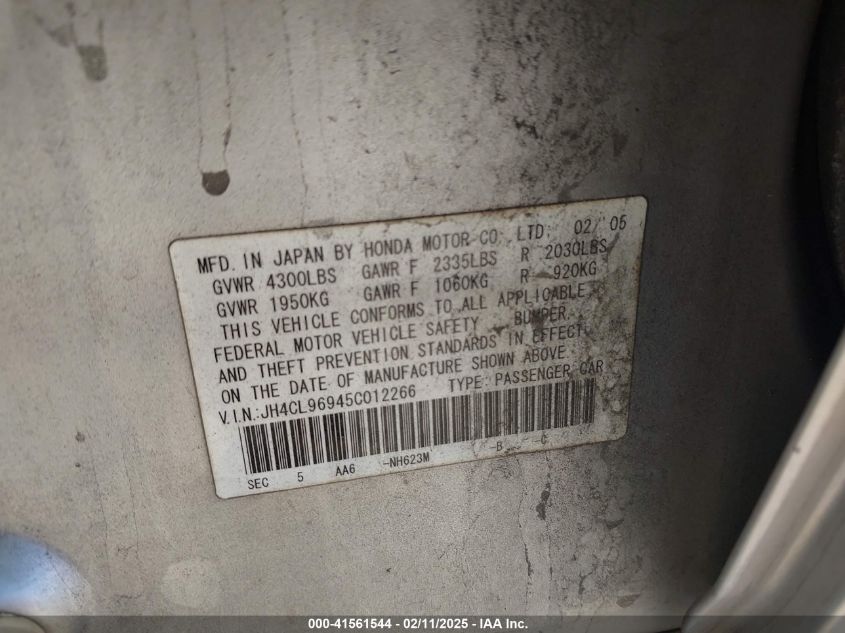 MFD. IN JAPAN BY HONDA MOTOR CO., LTD. 02/05
GVWR 4300LBS GAWR F 2335LBS R 2030LBS
GVWR 1950KG GAWR F 1060KG R 920KG
THIS VEHICLE CONFORMS TO ALL APPLICABLE
FEDERAL MOTOR VEHICLE SAFETY, BUMPER,
AND THEFT PREVENTION STANDARDS IN EFFECT
ON THE DATE OF MANUFACTURE SHOWN ABOVE.
V.I.N.:JH4CL96945C012266 TYPE: PASSENGER CAR
SEC 5 AA6 -NH623M -B -C
000-41561544 - 02/11/2025 - IAA Inc.